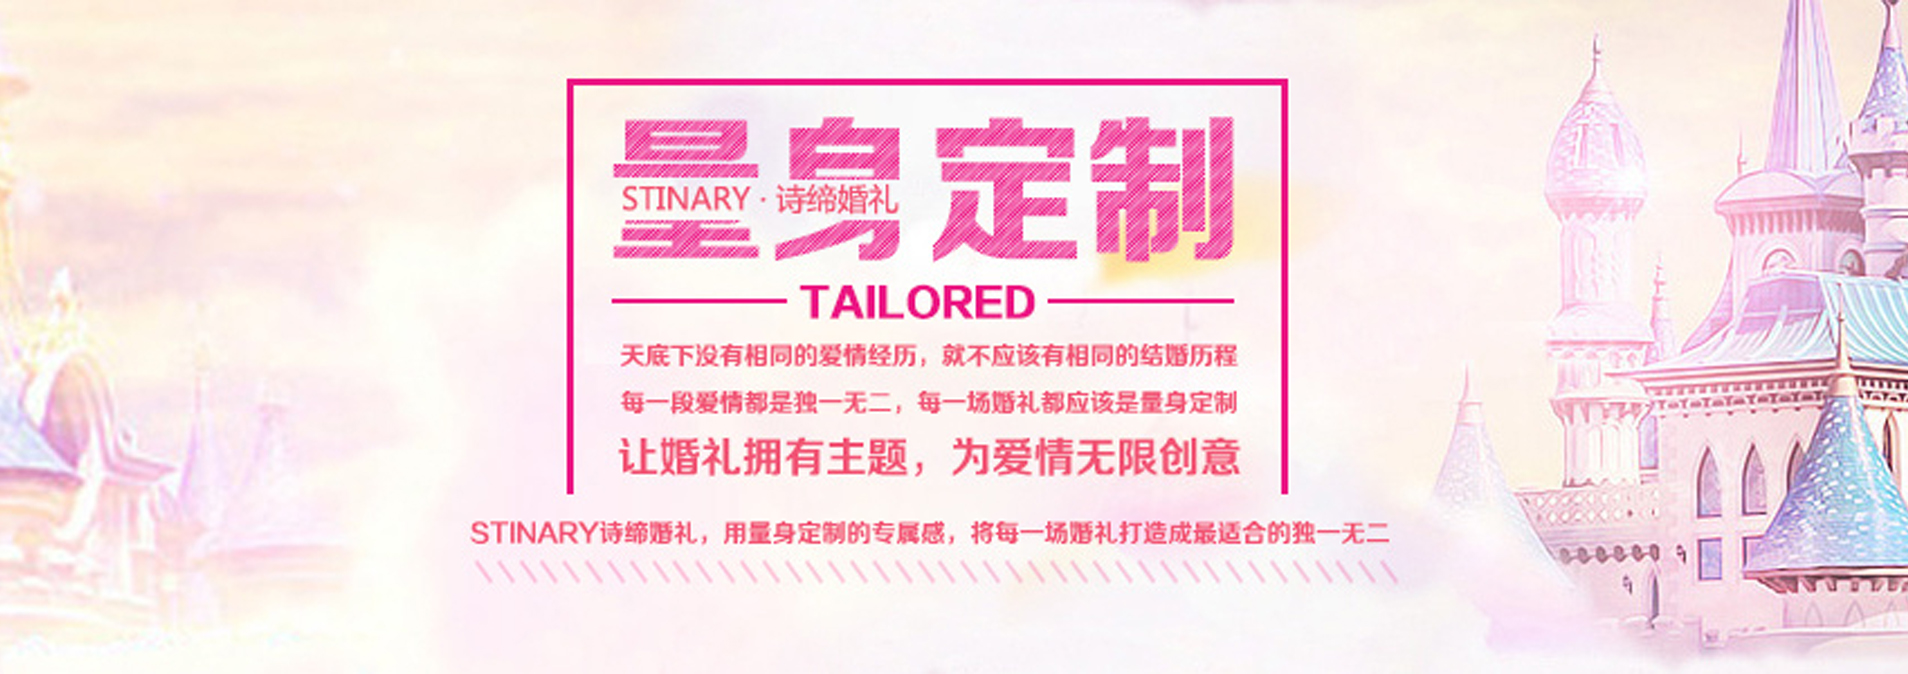 量身定制
STINARY · 诗缔婚礼
TAILORED
天底下没有相同的爱情经历，就不应该有相同的结婚历程
每一段爱情都是独一无二，每一场婚礼都应该是量身定制
让婚礼拥有主题，为爱情无限创意
STINARY诗缔婚礼，用量身定制的专属感，将每一场婚礼打造成最适合的独一无二